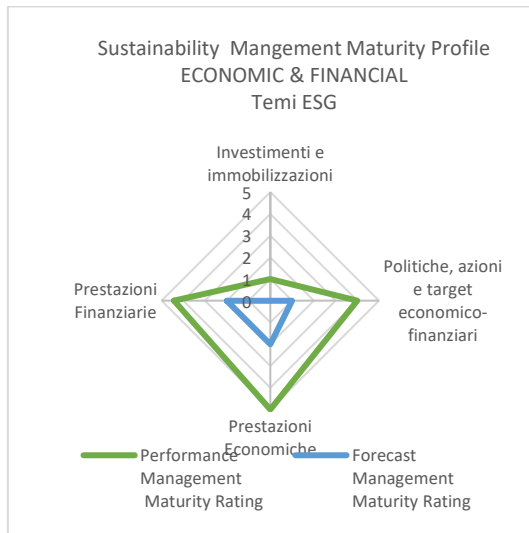 Sustainability Mangement Maturity Profile
ECONOMIC & FINANCIAL
Temi ESG
Investimenti e
immobilizzazioni
5
4
3
2
1
0
Politiche, azioni
e target
economico-
finanziari
Prestazioni
Finanziarie
Prestazioni
Economiche
Performance
Management
Maturity Rating
Forecast
Management
Maturity Rating